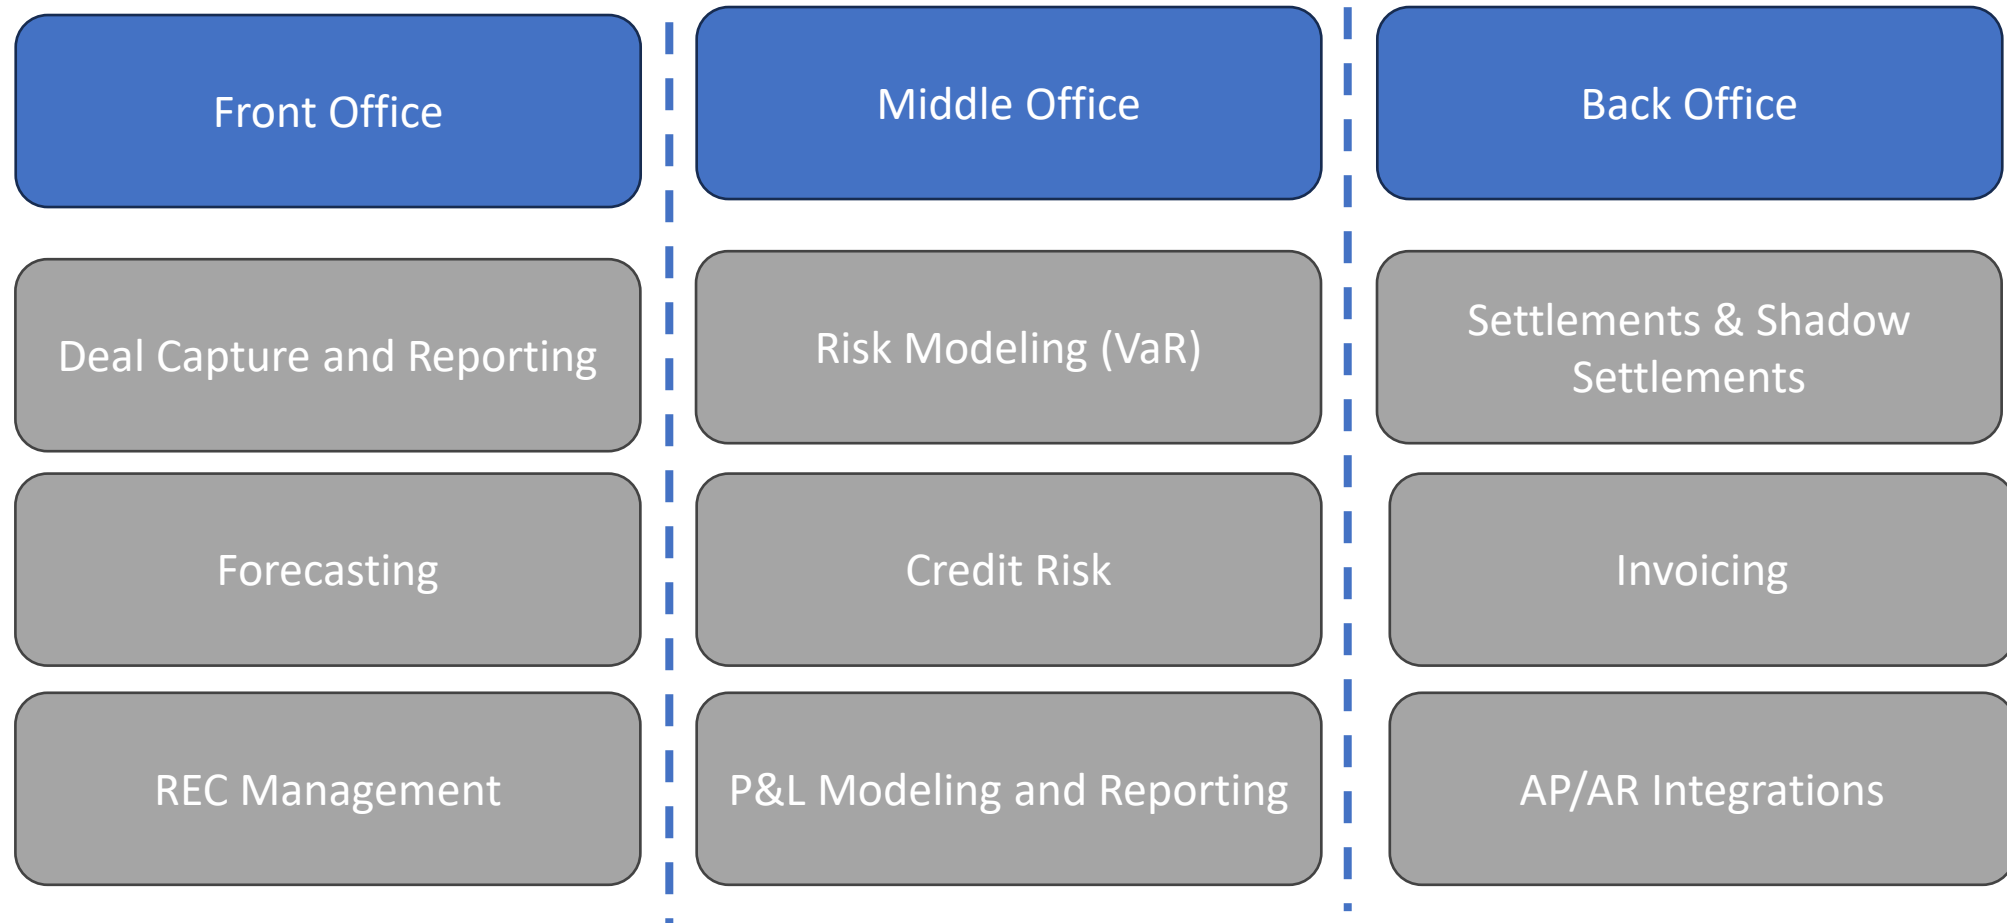 Front Office
Middle Office
Back Office
Deal Capture and Reporting
Risk Modeling (VaR)
Settlements & Shadow
Settlements
Forecasting
Credit Risk
Invoicing
REC Management
P&L Modeling and Reporting
AP/AR Integrations